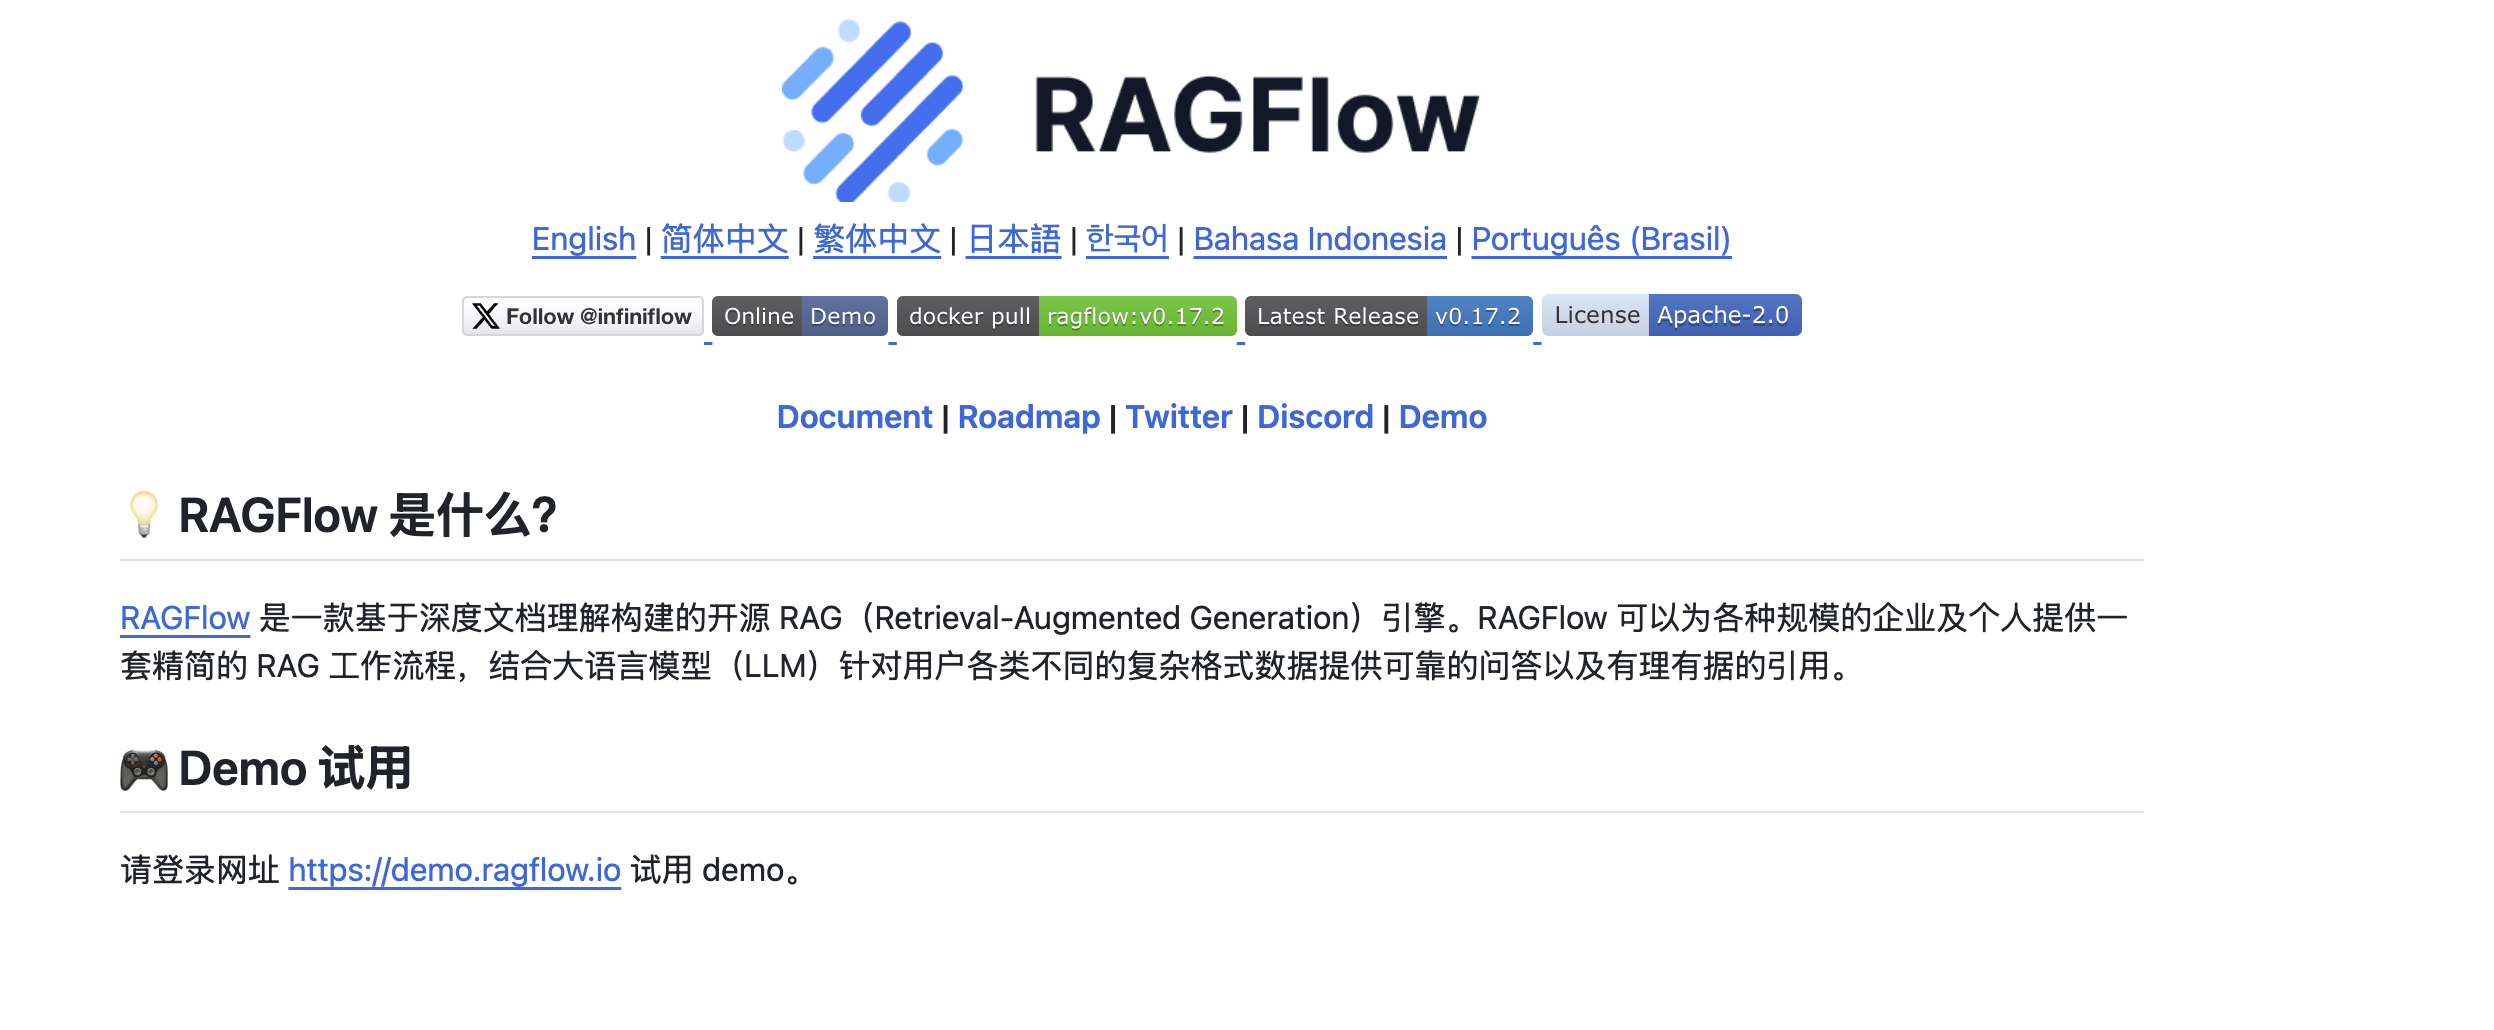 RAGFlow
English | 简体中文 | 繁体中文 | 日本語 | 한국어 | Bahasa Indonesia | Português (Brasil)
Follow @infiniflow Online Demo docker pull ragflow:v0.17.2 Latest Release v0.17.2 License Apache-2.0
Document | Roadmap | Twitter | Discord | Demo
💡 RAGFlow 是什么?
RAGFlow 是一款基于深度文档理解构建的开源 RAG（Retrieval-Augmented Generation）引擎。RAGFlow 可以为各种规模的企业及个人提供一
套精简的 RAG 工作流程，结合大语言模型（LLM）针对用户各类不同的复杂格式数据提供可靠的问答以及有理有据的引用。
🎮 Demo 试用
请登录网址 https://demo.ragflow.io 试用 demo。